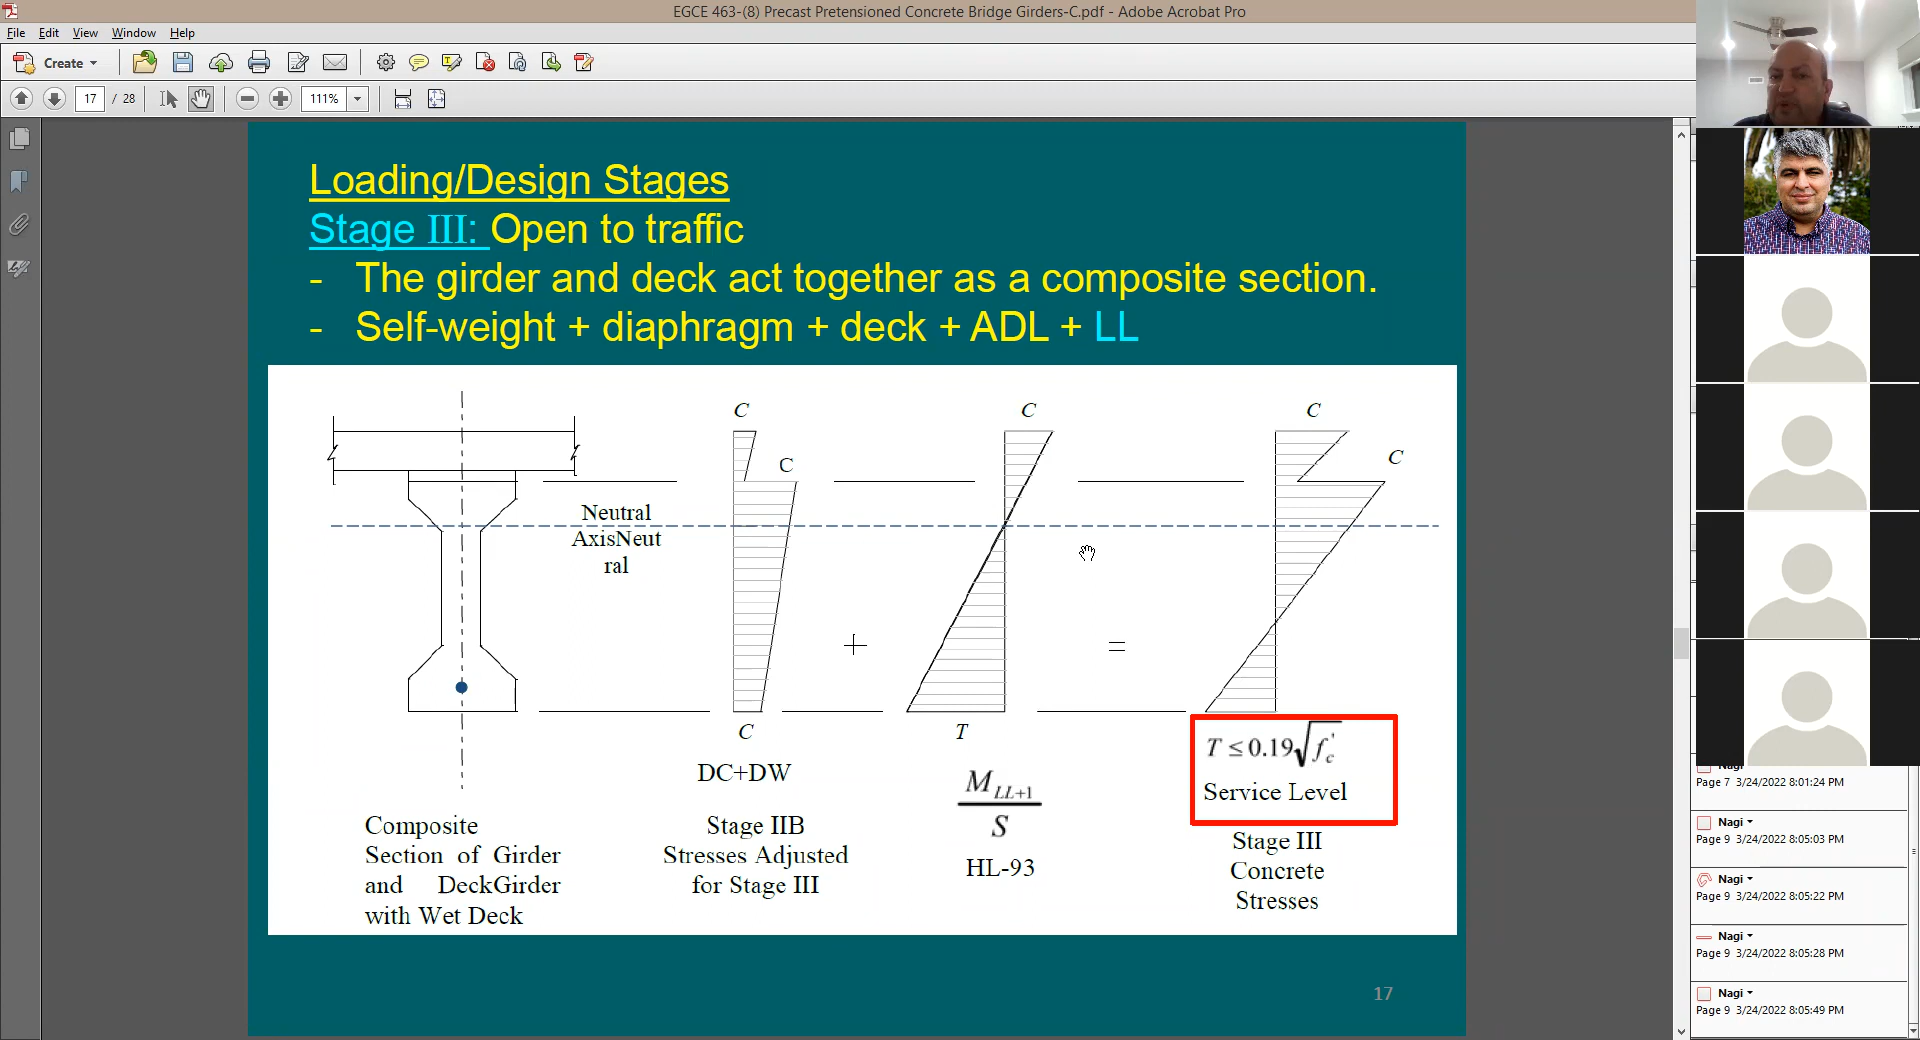 EGCE 463-(8) Precast Pretensioned Concrete Bridge Girders-C.pdf - Adobe Acrobat Pro
File Edit View Window Help
Create
17 / 28 111%
Loading/Design Stages
Stage III: Open to traffic
- The girder and deck act together as a composite section.
- Self-weight + diaphragm + deck + ADL + LL
C C C
C C
Neutral
AxisNeut
ral
+ =
C T
T ≤ 0.19√f'c
Service Level
DC+DW
M LL+1
S
HL-93
Composite
Section of Girder
and DeckGirder
with Wet Deck
Stage IIB
Stresses Adjusted
for Stage III
Stage III
Concrete
Stresses
17
Nagi
Page 7 3/24/2022 8:01:24 PM
Nagi
Page 9 3/24/2022 8:05:03 PM
Nagi
Page 9 3/24/2022 8:05:22 PM
Nagi
Page 9 3/24/2022 8:05:28 PM
Nagi
Page 9 3/24/2022 8:05:49 PM